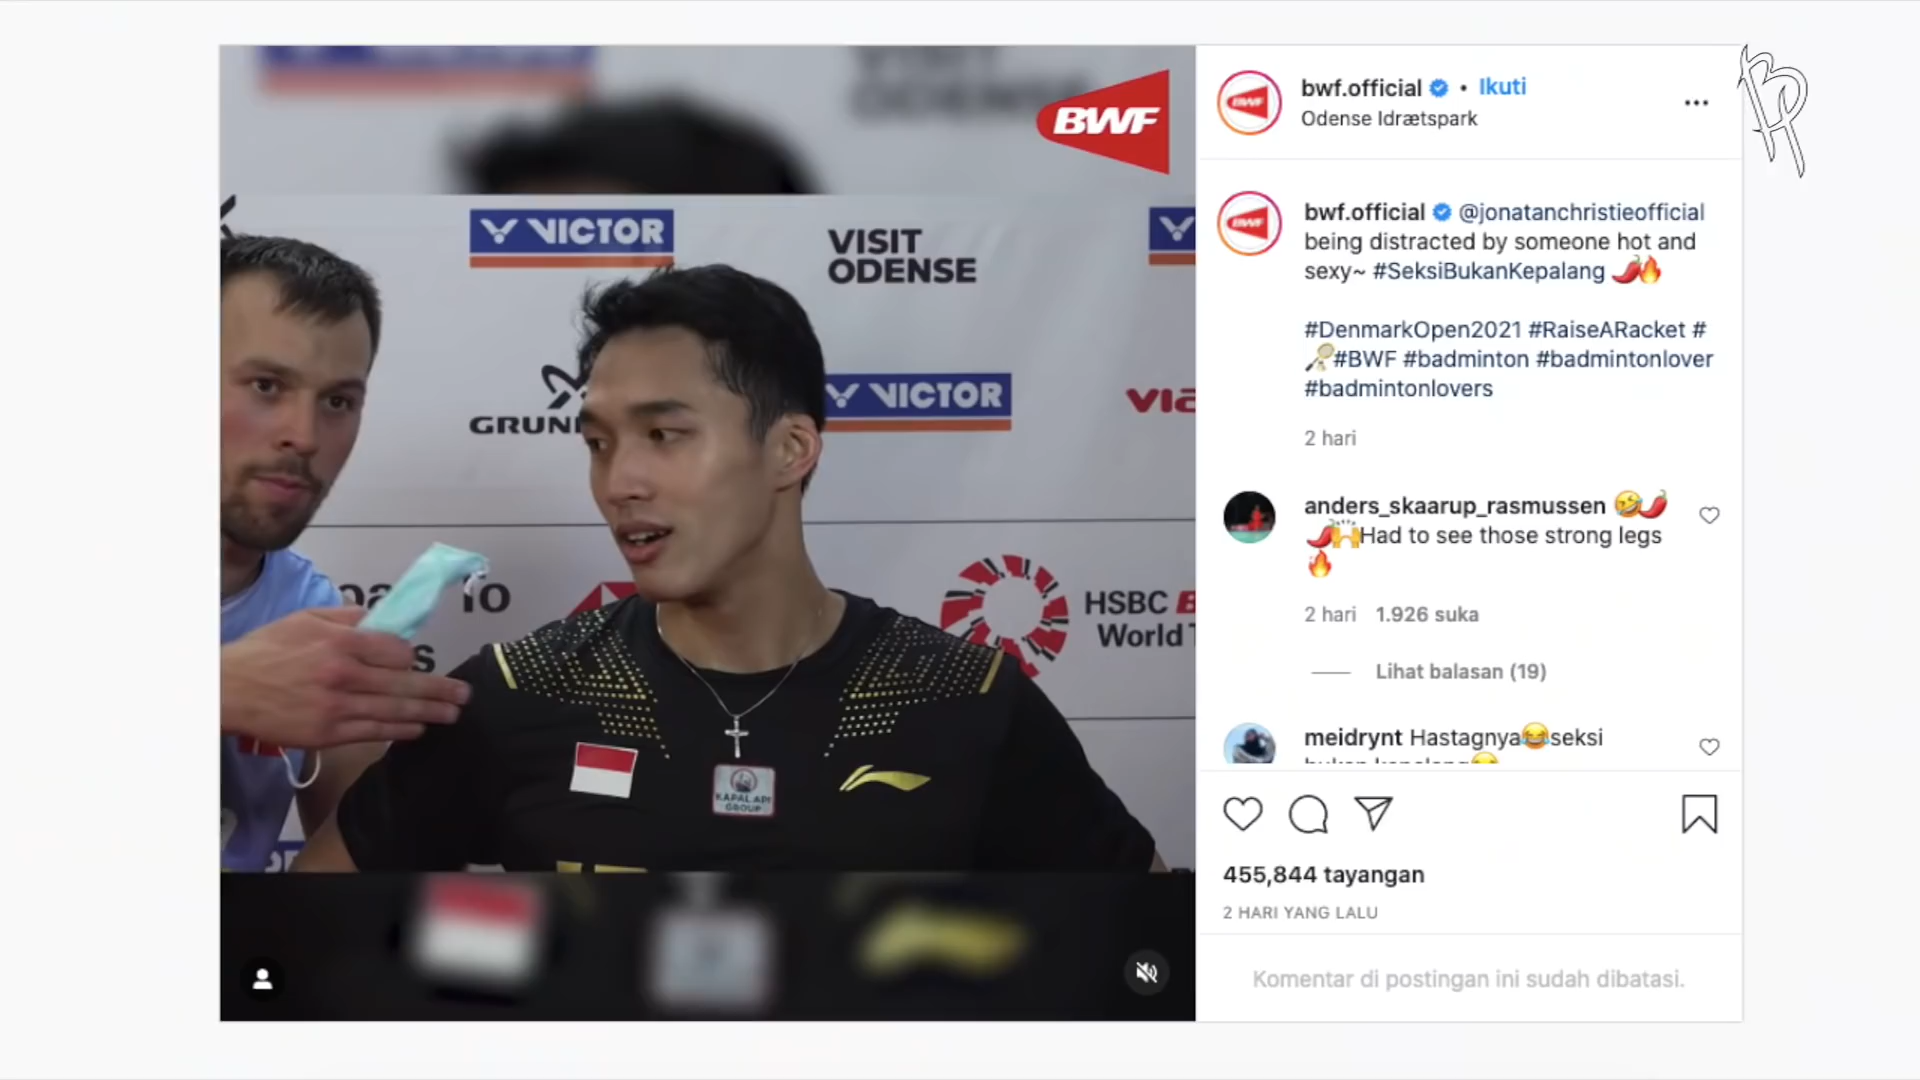 BWF
VICTOR
VISIT
ODENSE
VICTOR
GRUN
VIA
HSBC
World T
KAPAL API
GROUP
bwf.official • Ikuti
Odense Idrætspark
bwf.official @jonatanchristieofficial
being distracted by someone hot and
sexy~ #SeksiBukanKepalang 🌶️🔥
#DenmarkOpen2021 #RaiseARacket #
🏸#BWF #badminton #badmintonlover
#badmintonlovers
2 hari
anders_skaarup_rasmussen 🤣🌶️
🌶️🙌Had to see those strong legs
🔥
2 hari 1.926 suka
Lihat balasan (19)
meidrynt Hastagnya😂seksi
bukan kepalang😂
455,844 tayangan
2 HARI YANG LALU
Komentar di postingan ini sudah dibatasi.